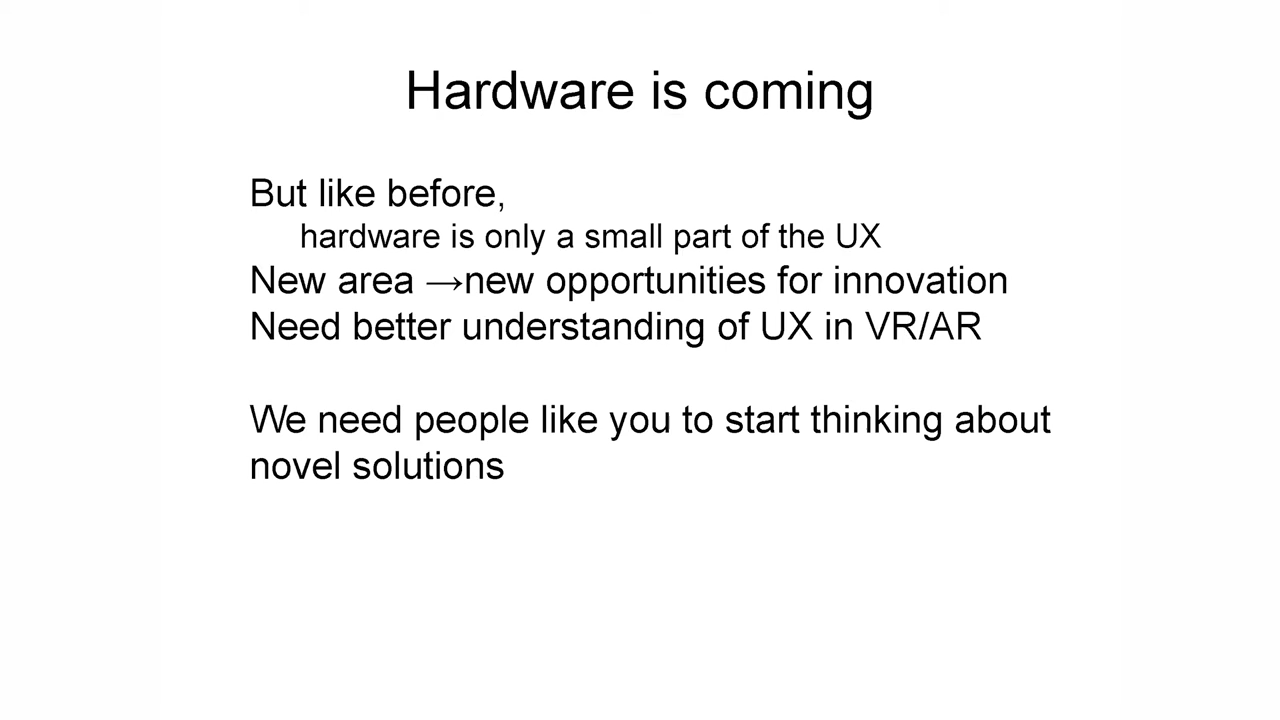 Hardware is coming
But like before,
hardware is only a small part of the UX
New area →new opportunities for innovation
Need better understanding of UX in VR/AR
We need people like you to start thinking about
novel solutions